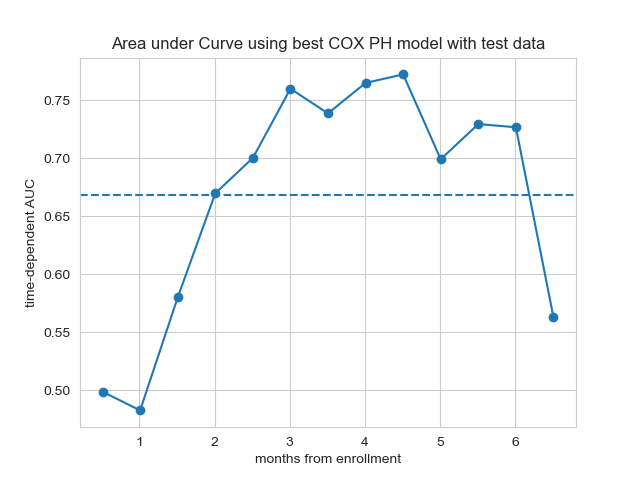 Area under Curve using best COX PH model with test data
time-dependent AUC
0.75
0.70
0.65
0.60
0.55
0.50
1 2 3 4 5 6
months from enrollment